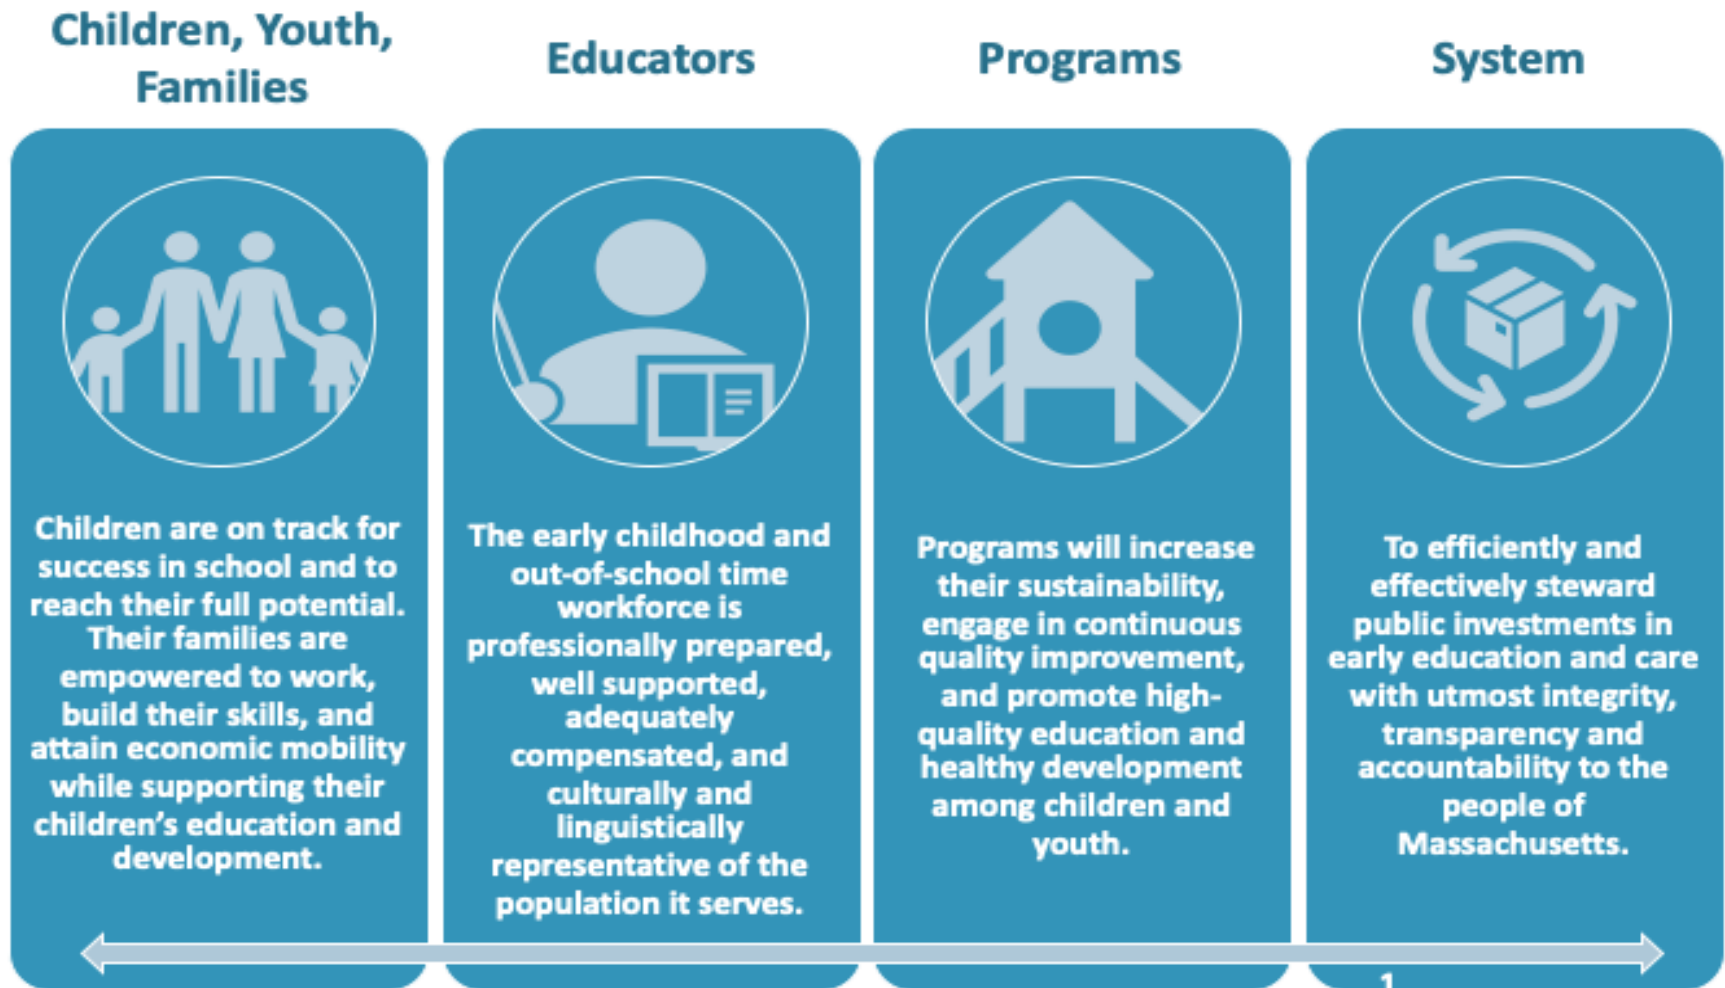 Children, Youth,
Families
Educators
Programs
System
Children are on track for
success in school and to
reach their full potential.
Their families are
empowered to work,
build their skills, and
attain economic mobility
while supporting their
children’s education and
development.
The early childhood and
out-of-school time
workforce is
professionally prepared,
well supported,
adequately
compensated, and
culturally and
linguistically
representative of the
population it serves.
Programs will increase
their sustainability,
engage in continuous
quality improvement,
and promote high-
quality education and
healthy development
among children and
youth.
To efficiently and
effectively steward
public investments in
early education and care
with utmost integrity,
transparency and
accountability to the
people of
Massachusetts.
1